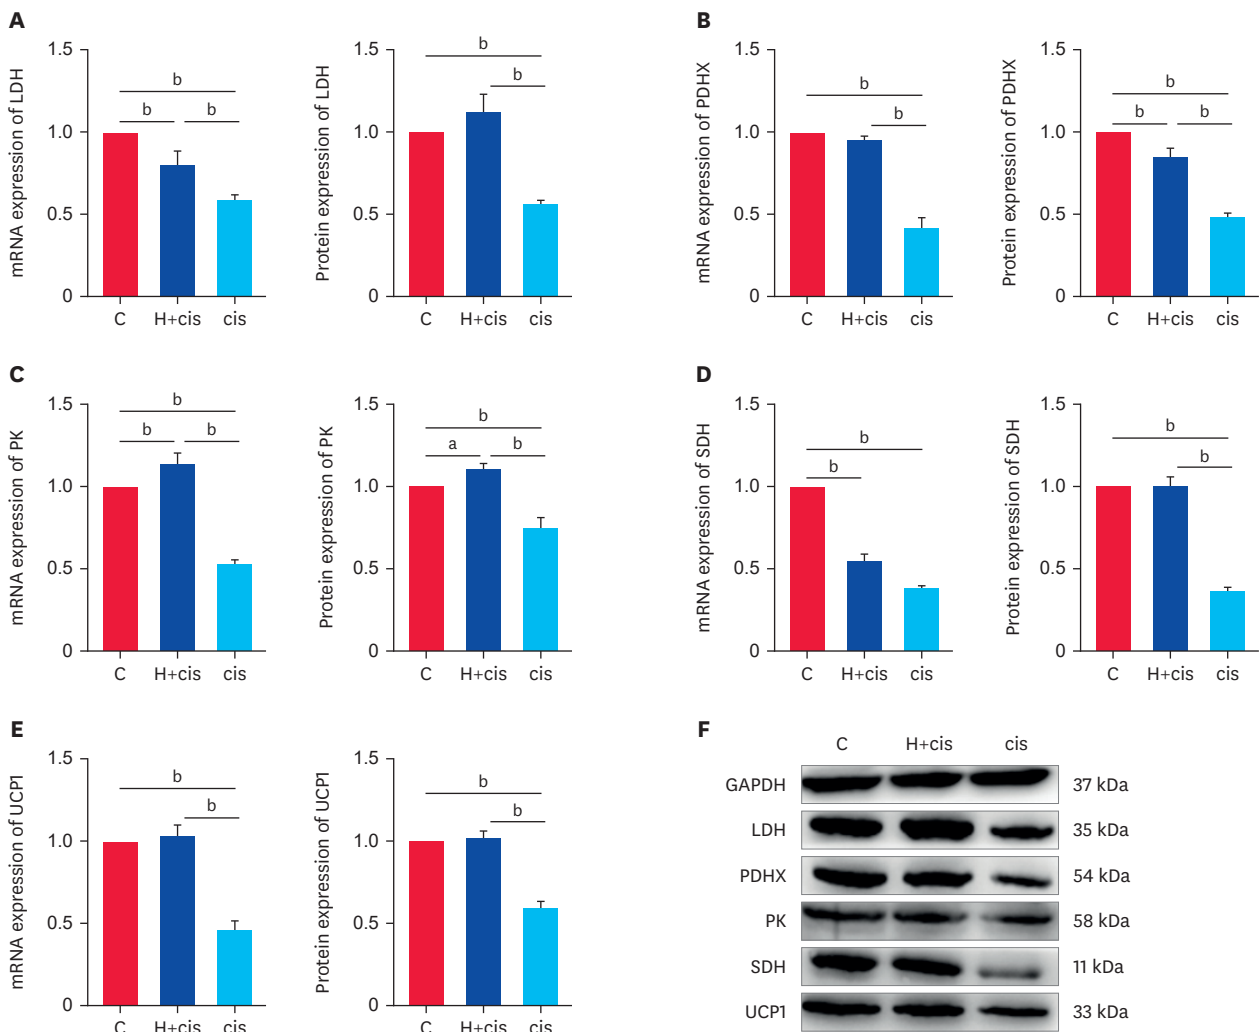 A
mRNA expression of LDH
1.5
1.0
0.5
0
b
b
b
C H+cis cis
Protein expression of LDH
1.5
1.0
0.5
0
b
b
C H+cis cis
B
mRNA expression of PDHX
1.5
1.0
0.5
0
b
b
C H+cis cis
Protein expression of PDHX
1.5
1.0
0.5
0
b
b
b
C H+cis cis
C
mRNA expression of PK
1.5
1.0
0.5
0
b
b
b
C H+cis cis
Protein expression of PK
1.5
1.0
0.5
0
b
a
b
C H+cis cis
D
mRNA expression of SDH
1.5
1.0
0.5
0
b
b
C H+cis cis
Protein expression of SDH
1.5
1.0
0.5
0
b
b
C H+cis cis
E
mRNA expression of UCP1
1.5
1.0
0.5
0
b
b
C H+cis cis
Protein expression of UCP1
1.5
1.0
0.5
0
b
b
C H+cis cis
F
C H+cis cis
GAPDH 37 kDa
LDH 35 kDa
PDHX 54 kDa
PK 58 kDa
SDH 11 kDa
UCP1 33 kDa